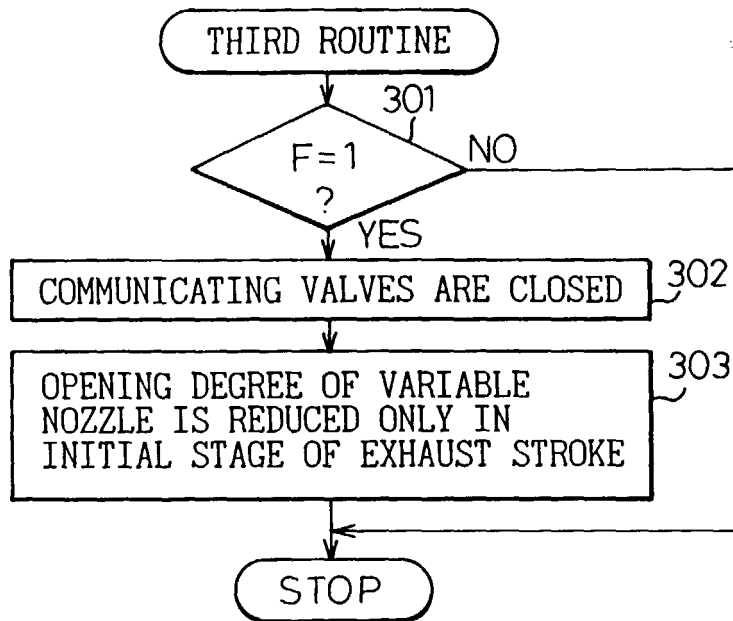 THIRD ROUTINE
301
F=1
?
NO
YES
COMMUNICATING VALVES ARE CLOSED
302
OPENING DEGREE OF VARIABLE
NOZZLE IS REDUCED ONLY IN
INITIAL STAGE OF EXHAUST STROKE
303
STOP